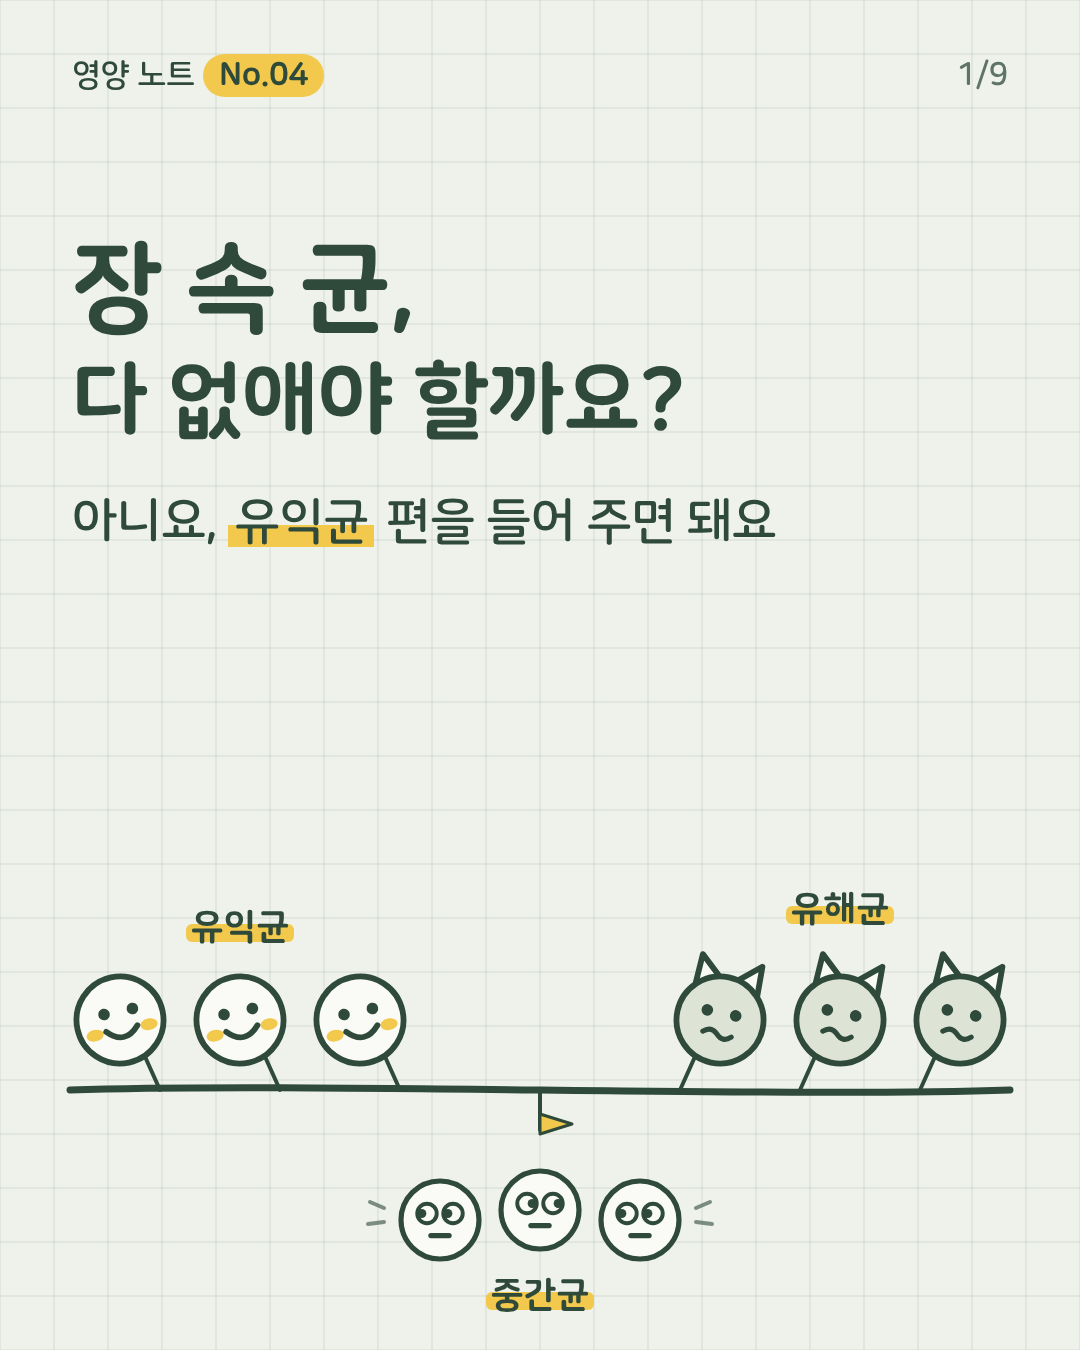 영양 노트 No.04
1/9
장 속 균,
다 없애야 할까요?
아니요, 유익균 편을 들어 주면 돼요
유익균
유해균
중간균